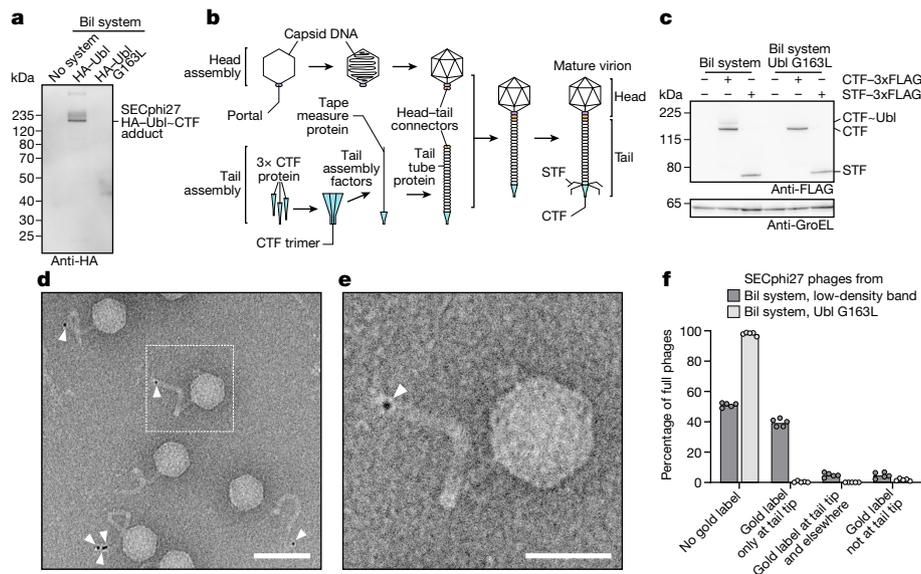 a
Bil system
No system
HA–Ubl
HA–Ubl
G163L
kDa
235
120
80
70
50
40
30
25
SECphi27
HA–Ubl~CTF
adduct
Anti-HA
b
Head
assembly
Capsid DNA
Portal
Tape
measure
protein
Head–tail
connectors
Mature virion
Head
Tail
Tail
assembly
3× CTF
protein
Tail
assembly
factors
Tail
tube
protein
CTF trimer
STF
CTF
c
Bil system
Bil system
Ubl G163L
– + – – + – CTF–3xFLAG
– – + – – + STF–3xFLAG
kDa
225
115
80
65
CTF~Ubl
CTF
STF
Anti-FLAG
Anti-GroEL
d
e
f
SECphi27 phages from
Bil system, low-density band
Bil system, Ubl G163L
Percentage of full phages
100
80
60
40
20
0
No gold label
Gold label
only at tail tip
Gold label at tail tip
and elsewhere
Gold label
not at tail tip